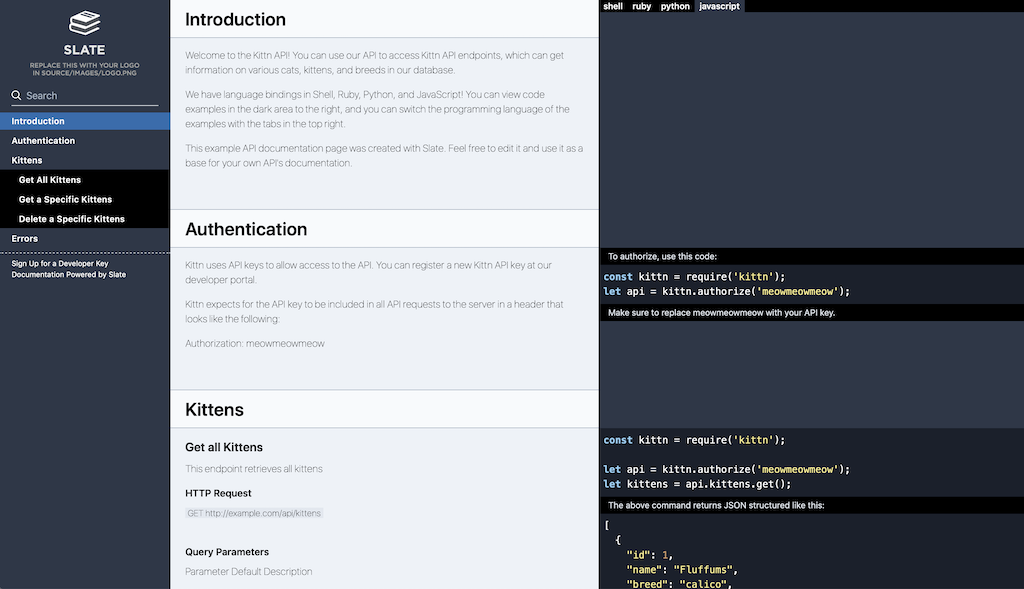 SLATE
REPLACE THIS WITH YOUR LOGO
IN SOURCE/IMAGES/LOGO.PNG
Search
Introduction
Authentication
Kittens
Get All Kittens
Get a Specific Kittens
Delete a Specific Kittens
Errors
Sign Up for a Developer Key
Documentation Powered by Slate
Introduction
Welcome to the Kittn API! You can use our API to access Kittn API endpoints, which can get
information on various cats, kittens, and breeds in our database.
We have language bindings in Shell, Ruby, Python, and JavaScript! You can view code
examples in the dark area to the right, and you can switch the programming language of the
examples with the tabs in the top right.
This example API documentation page was created with Slate. Feel free to edit it and use it as a
base for your own API's documentation.
Authentication
Kittn uses API keys to allow access to the API. You can register a new Kittn API key at our
developer portal.
Kittn expects for the API key to be included in all API requests to the server in a header that
looks like the following:
Authorization: meowmeowmeow
Kittens
Get all Kittens
This endpoint retrieves all kittens
HTTP Request
GET http://example.com/api/kittens
Query Parameters
Parameter Default Description
shell ruby python javascript
To authorize, use this code:
const kittn = require('kittn');
let api = kittn.authorize('meowmeowmeow');
Make sure to replace meowmeowmeow with your API key.
const kittn = require('kittn');
let api = kittn.authorize('meowmeowmeow');
let kittens = api.kittens.get();
The above command returns JSON structured like this:
[
{
"id": 1,
"name": "Fluffums",
"breed": "calico",